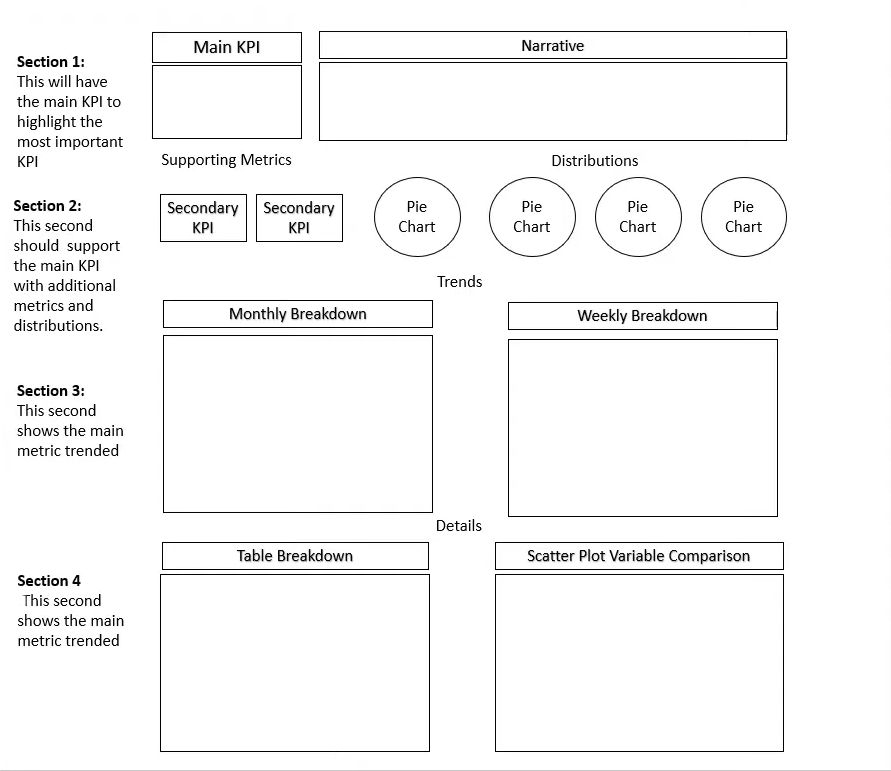 Main KPI
Narrative
Section 1:
This will have
the main KPI to
highlight the
most important
KPI
Supporting Metrics
Distributions
Section 2:
This second
should  support
the main KPI
with additional
metrics and
distributions.
Secondary
KPI
Secondary
KPI
Pie
Chart
Pie
Chart
Pie
Chart
Pie
Chart
Trends
Monthly Breakdown
Weekly Breakdown
Section 3:
This second
shows the main
metric trended
Details
Table Breakdown
Scatter Plot Variable Comparison
Section 4
This second
shows the main
metric trended